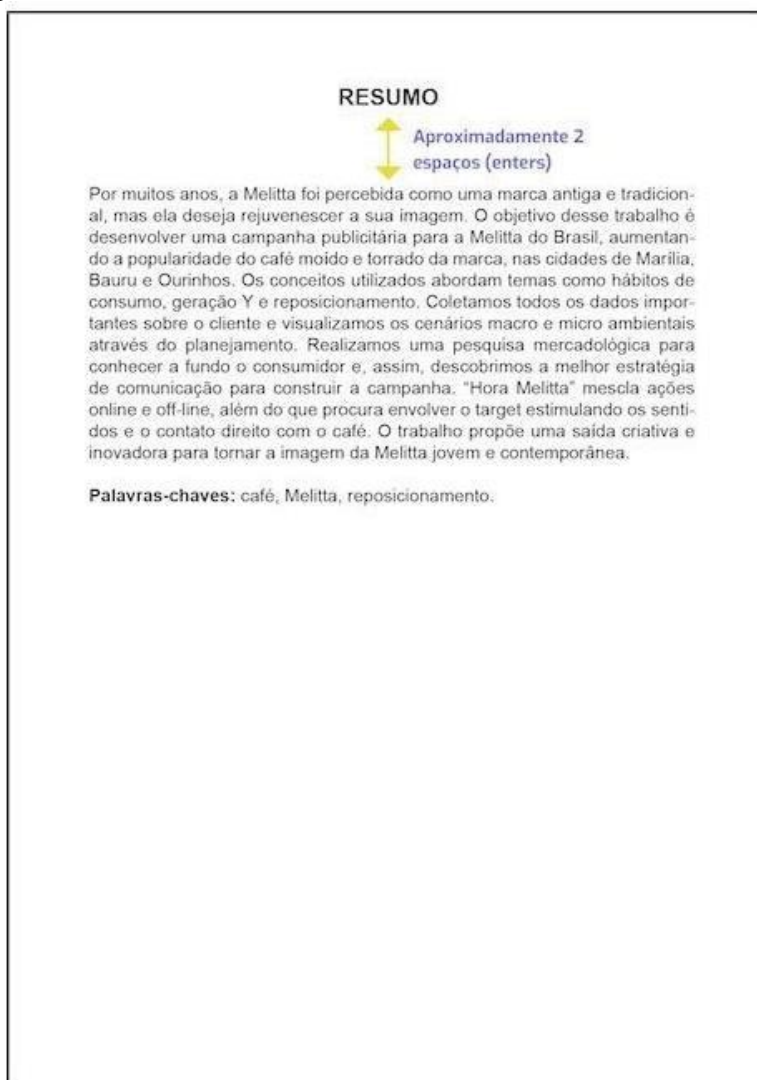 RESUMO
Aproximadamente 2
espaços (enters)
Por muitos anos, a Melitta foi percebida como uma marca antiga e tradicion-
al, mas ela deseja rejuvenescer a sua imagem. O objetivo desse trabalho é
desenvolver uma campanha publicitária para a Melitta do Brasil, aumentan-
do a popularidade do café moido e torrado da marca, nas cidades de Marília,
Bauru e Ourinhos. Os conceitos utilizados abordam temas como hábitos de
consumo, geração Y e reposicionamento. Coletamos todos os dados impor-
tantes sobre o cliente e visualizamos os cenários macro e micro ambientais
através do planejamento. Realizamos uma pesquisa mercadológica para
conhecer a fundo o consumidor e, assim, descobrimos a melhor estratégia
de comunicação para construir a campanha. "Hora Melitta" mescla ações
online e off-line, além do que procura envolver o target estimulando os senti-
dos e o contato direito com o café. O trabalho propõe uma saída criativa e
inovadora para tornar a imagem da Melitta jovem e contemporânea.
Palavras-chaves: café, Melitta, reposicionamento.